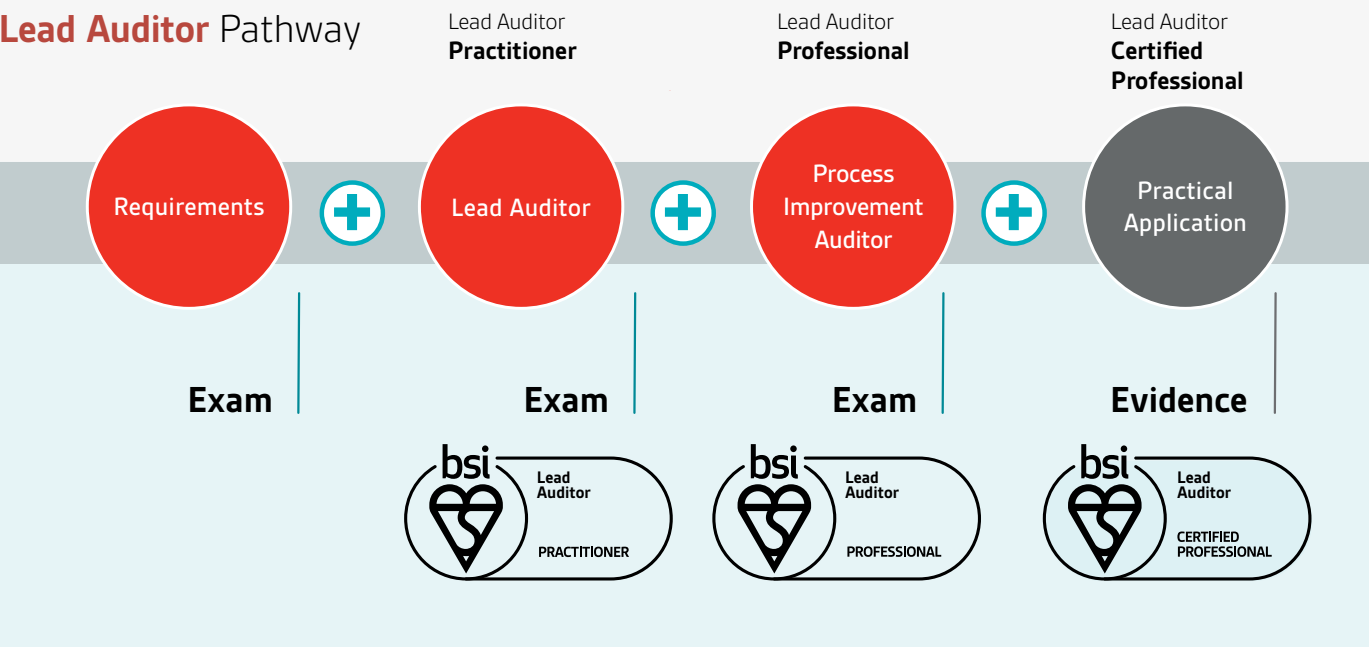 Lead Auditor Pathway
Lead Auditor
Practitioner
Lead Auditor
Professional
Lead Auditor
Certified
Professional
Requirements
Lead Auditor
Process
Improvement
Auditor
Practical
Application
Exam
Exam
Exam
Evidence
bsi
Lead
Auditor
PRACTITIONER
bsi
Lead
Auditor
PROFESSIONAL
bsi
Lead
Auditor
CERTIFIED
PROFESSIONAL